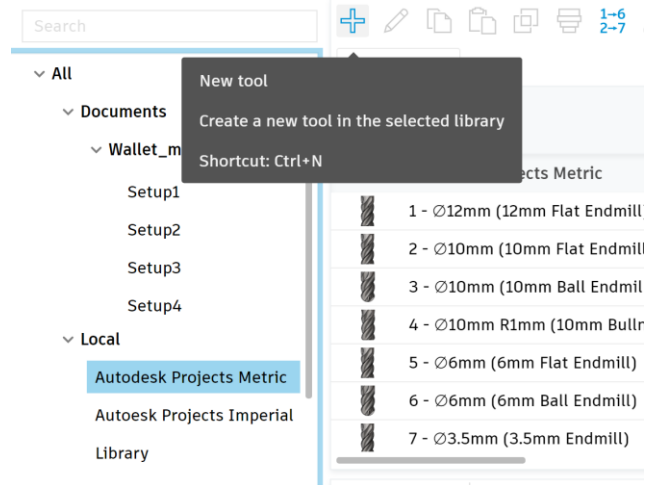 Search
1→6
2→7
All
Documents
Wallet_m
Setup1
Setup2
Setup3
Setup4
Local
Autodesk Projects Metric
Autoesk Projects Imperial
Library
New tool
Create a new tool in the selected library
Shortcut: Ctrl+N
ects Metric
1 - ∅12mm (12mm Flat Endmill)
2 - ∅10mm (10mm Flat Endmill
3 - ∅10mm (10mm Ball Endmil
4 - ∅10mm R1mm (10mm Bulln
5 - ∅6mm (6mm Flat Endmill)
6 - ∅6mm (6mm Ball Endmill)
7 - ∅3.5mm (3.5mm Endmill)